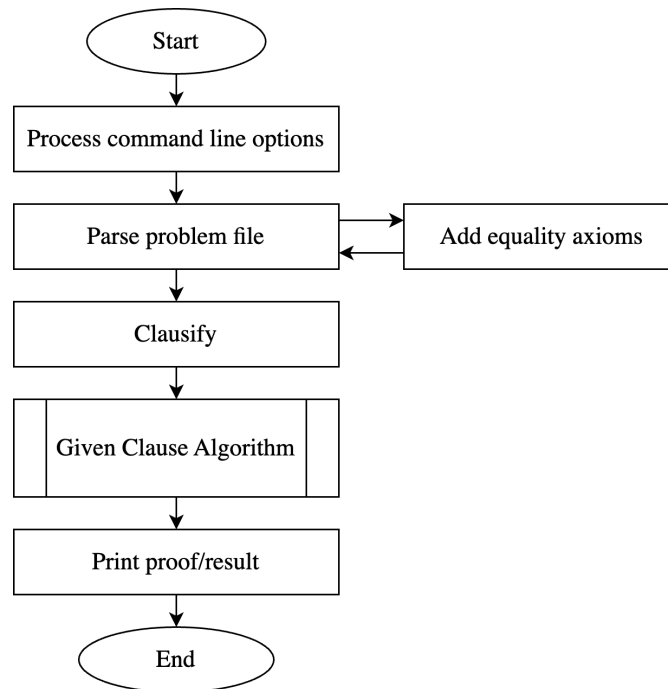 Start
Process command line options
Parse problem file
Add equality axioms
Clausify
Given Clause Algorithm
Print proof/result
End